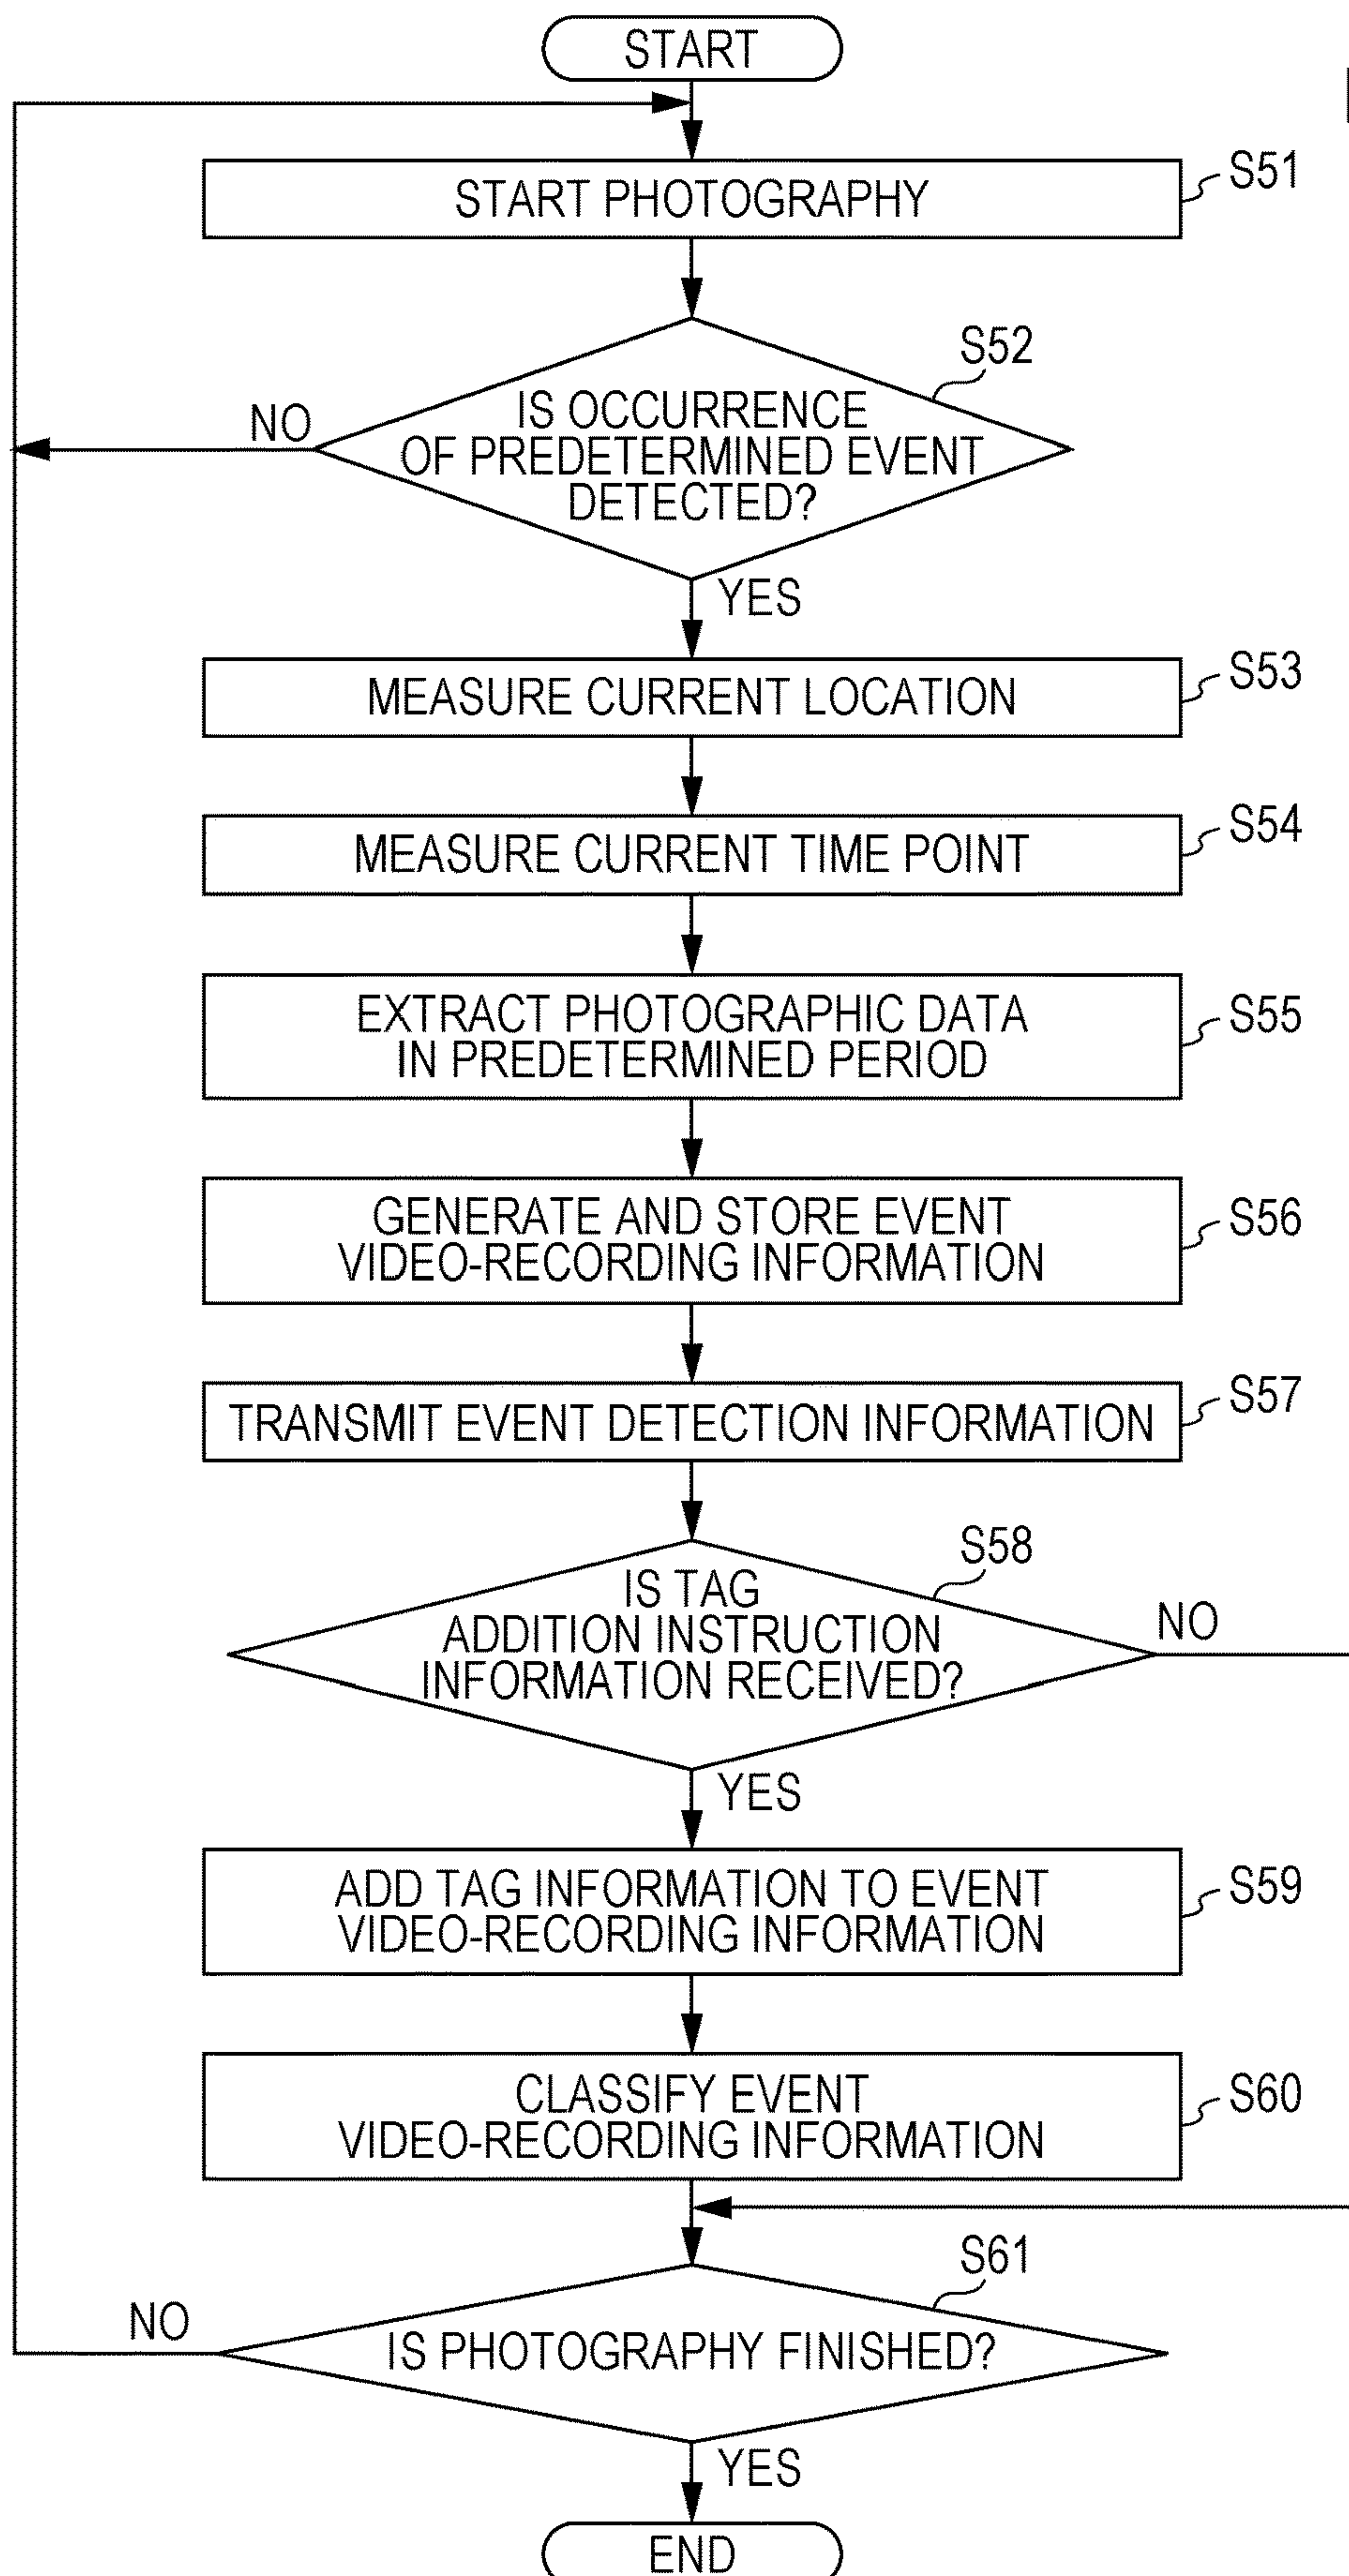 START
START PHOTOGRAPHY
S51
S52
IS OCCURRENCE
OF PREDETERMINED EVENT
DETECTED?
NO
YES
MEASURE CURRENT LOCATION
S53
MEASURE CURRENT TIME POINT
S54
EXTRACT PHOTOGRAPHIC DATA
IN PREDETERMINED PERIOD
S55
GENERATE AND STORE EVENT
VIDEO-RECORDING INFORMATION
S56
TRANSMIT EVENT DETECTION INFORMATION
S57
S58
IS TAG
ADDITION INSTRUCTION
INFORMATION RECEIVED?
NO
YES
ADD TAG INFORMATION TO EVENT
VIDEO-RECORDING INFORMATION
S59
CLASSIFY EVENT
VIDEO-RECORDING INFORMATION
S60
S61
IS PHOTOGRAPHY FINISHED?
NO
YES
END